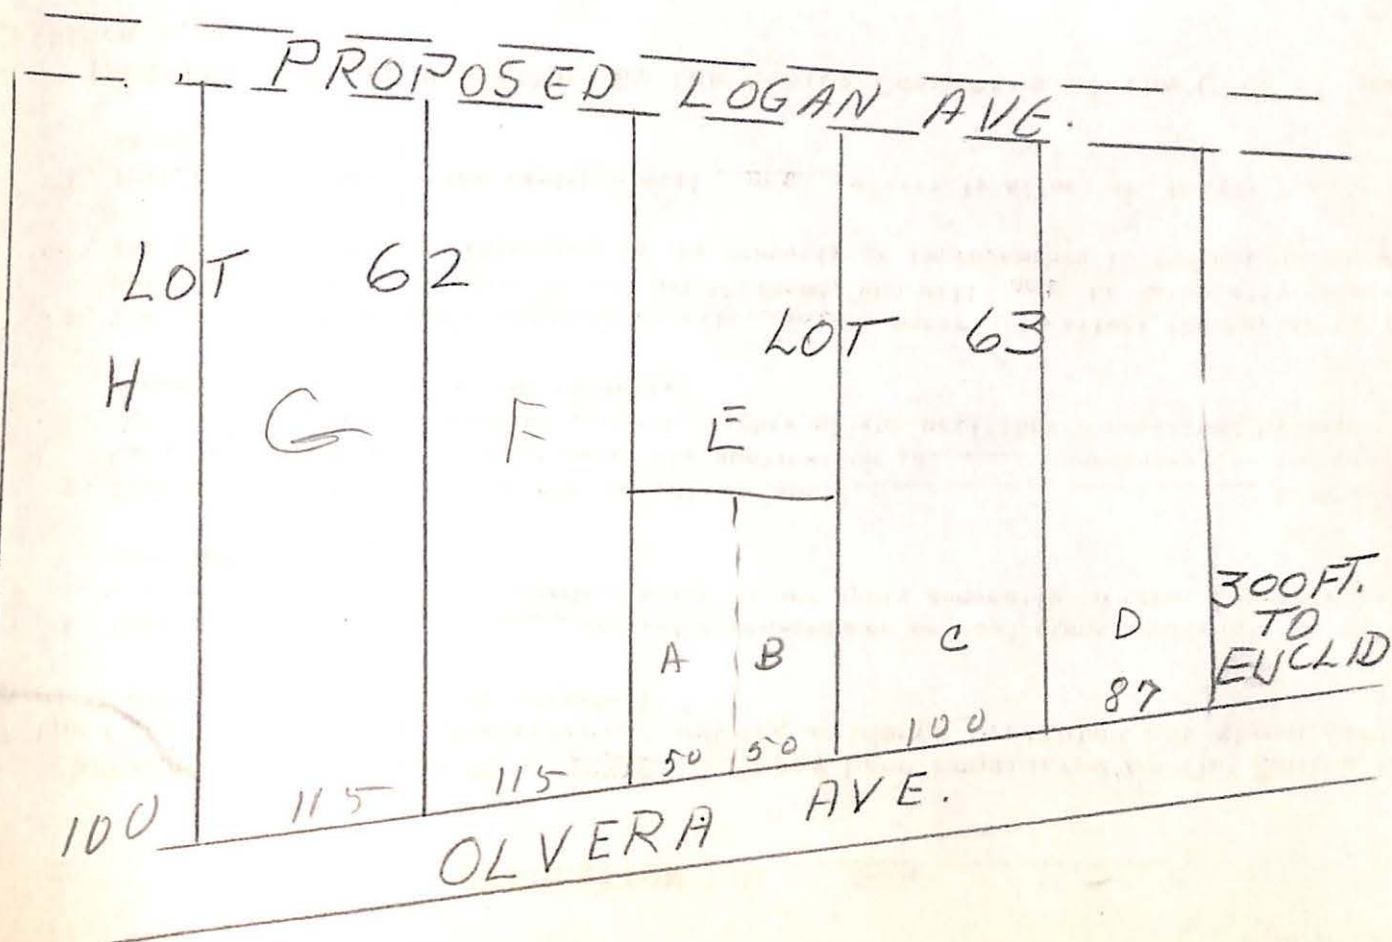 PROPOSED LOGAN AVE.
LOT 62
LOT 63
H
G
F
E
A
B
C
D
300 FT.
TO
EUCLID
100
115
115
50
50
100
87
OLVERA AVE.